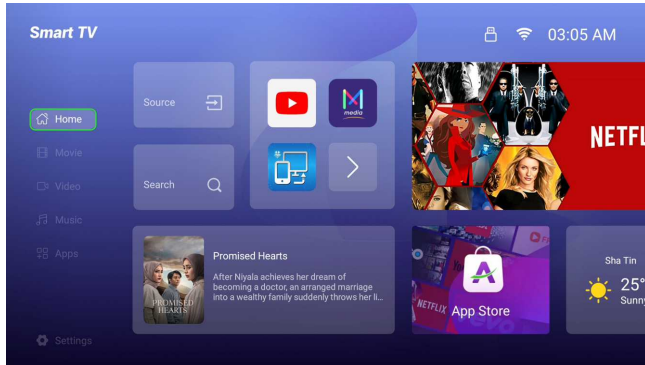 Smart TV
03:05 AM
Home
Movie
Video
Music
Apps
Settings
Source
Search
media
NETFL
Promised Hearts
After Niyala achieves her dream of
becoming a doctor, an arranged marriage
into a wealthy family suddenly throws her li...
PROMISED
HEARTS
NETFLIX
App Store
Sha Tin
25°
Sunny